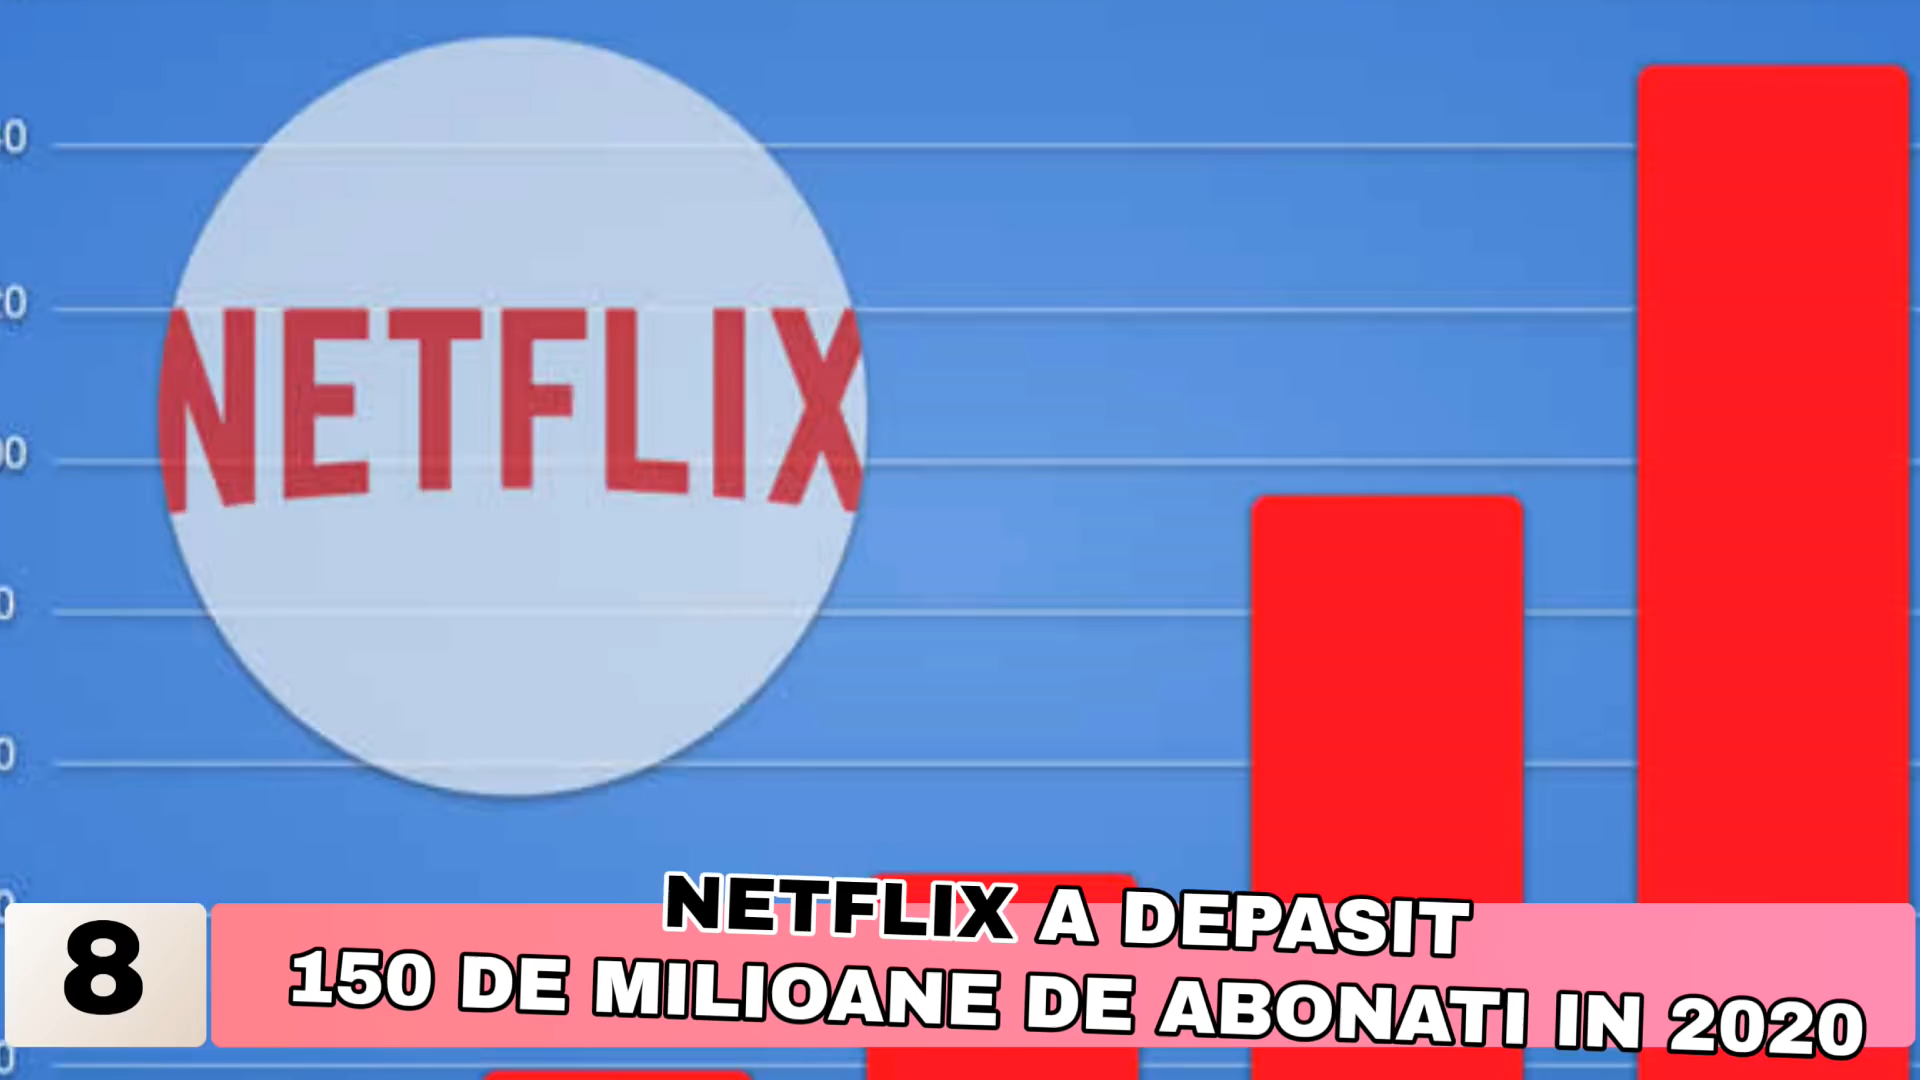 NETFLIX
NETFLIX A DEPASIT
8
150 DE MILIOANE DE ABONATI IN 2020